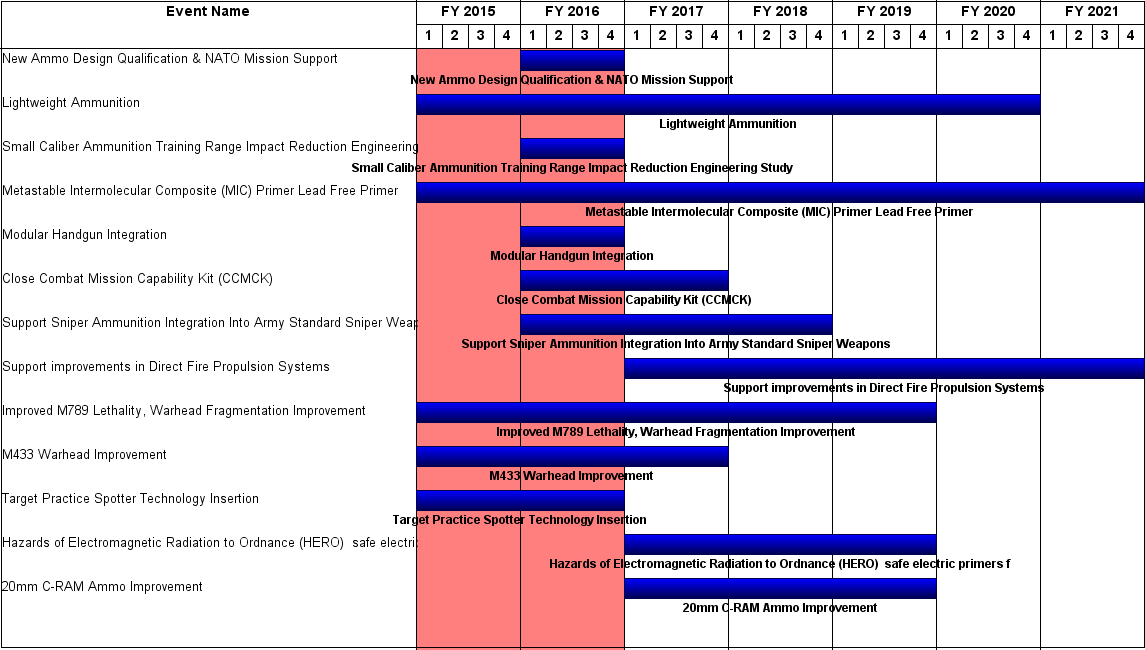 Event Name FY 2015 FY 2016 FY 2017 FY 2018 FY 2019 FY 2020 FY 2021
1 2 3 4 1 2 3 4 1 2 3 4 1 2 3 4 1 2 3 4 1 2 3 4 1 2 3 4
New Ammo Design Qualification & NATO Mission Support
New Ammo Design Qualification & NATO Mission Support
Lightweight Ammunition
Lightweight Ammunition
Small Caliber Ammunition Training Range Impact Reduction Engineering
Small Caliber Ammunition Training Range Impact Reduction Engineering Study
Metastable Intermolecular Composite (MIC) Primer Lead Free Primer
Metastable Intermolecular Composite (MIC) Primer Lead Free Primer
Modular Handgun Integration
Modular Handgun Integration
Close Combat Mission Capability Kit (CCMCK)
Close Combat Mission Capability Kit (CCMCK)
Support Sniper Ammunition Integration Into Army Standard Sniper Weap
Support Sniper Ammunition Integration Into Army Standard Sniper Weapons
Support improvements in Direct Fire Propulsion Systems
Support improvements in Direct Fire Propulsion Systems
Improved M789 Lethality, Warhead Fragmentation Improvement
Improved M789 Lethality, Warhead Fragmentation Improvement
M433 Warhead Improvement
M433 Warhead Improvement
Target Practice Spotter Technology Insertion
Target Practice Spotter Technology Insertion
Hazards of Electromagnetic Radiation to Ordnance (HERO) safe electric
Hazards of Electromagnetic Radiation to Ordnance (HERO) safe electric primers f
20mm C-RAM Ammo Improvement
20mm C-RAM Ammo Improvement